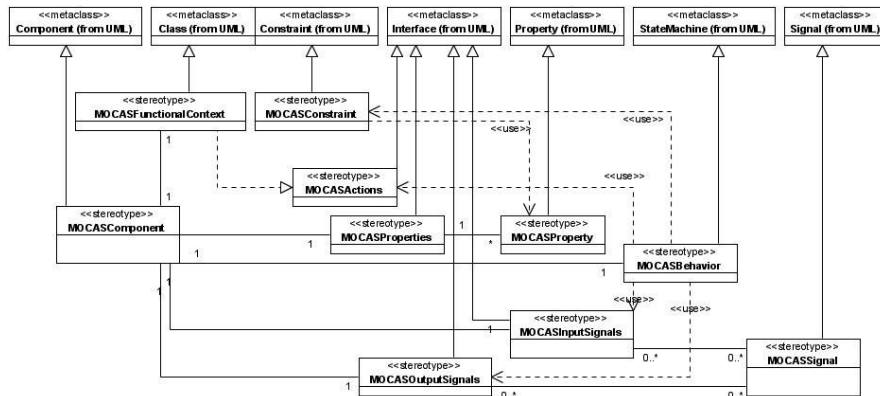 <<metaclass>>
Component (from UML)
<<metaclass>>
Class (from UML)
<<metaclass>>
Constraint (from UML)
<<metaclass>>
Interface (from UML)
<<metaclass>>
Property (from UML)
<<metaclass>>
StateMachine (from UML)
<<metaclass>>
Signal (from UML)
<<stereotype>>
MOCASFunctionalContext
<<stereotype>>
MOCASConstraint
<<use>>
<<use>>
1
<<stereotype>>
MOCASActions
<<use>>
1
<<stereotype>>
MOCASComponent
1
1
<<stereotype>>
MOCASProperties
1
*
<<stereotype>>
MOCASProperty
<<stereotype>>
MOCASBehavior
1
1
1
1
<<use>>
<<use>>
<<stereotype>>
MOCASInputSignals
1
0..*
0..*
<<stereotype>>
MOCASSignal
<<stereotype>>
MOCASOutputSignals
1
0..*
0..*